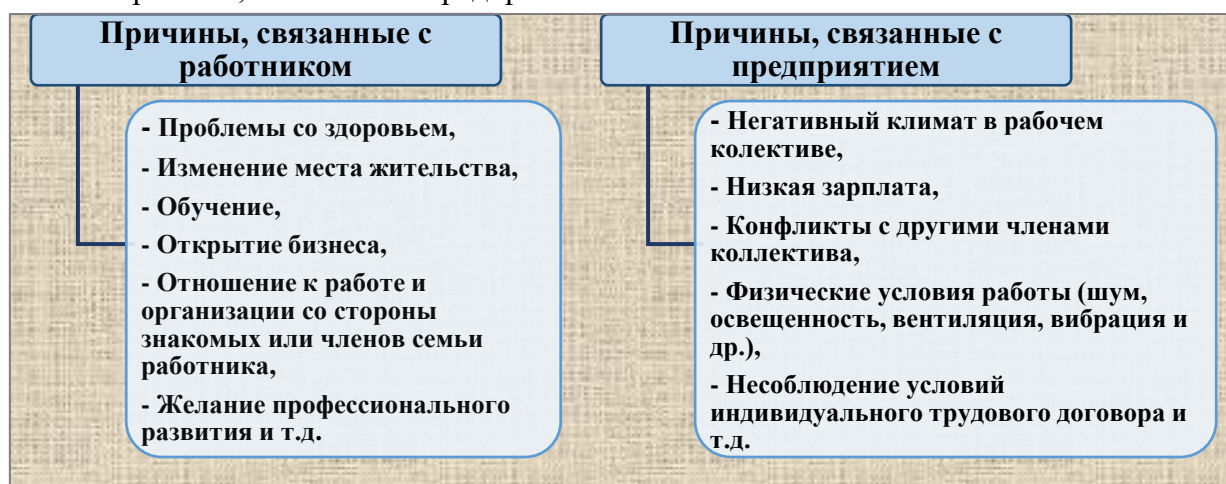 Причины, связанные с
работником
- Проблемы со здоровьем,
- Изменение места жительства,
- Обучение,
- Открытие бизнеса,
- Отношение к работе и
организации со стороны
знакомых или членов семьи
работника,
- Желание профессионального
развития и т.д.
Причины, связанные с
предприятием
- Негативный климат в рабочем
колективе,
- Низкая зарплата,
- Конфликты с другими членами
коллектива,
- Физические условия работы (шум,
освещенность, вентиляция, вибрация и
др.),
- Несоблюдение условий
индивидуального трудового договора и
т.д.